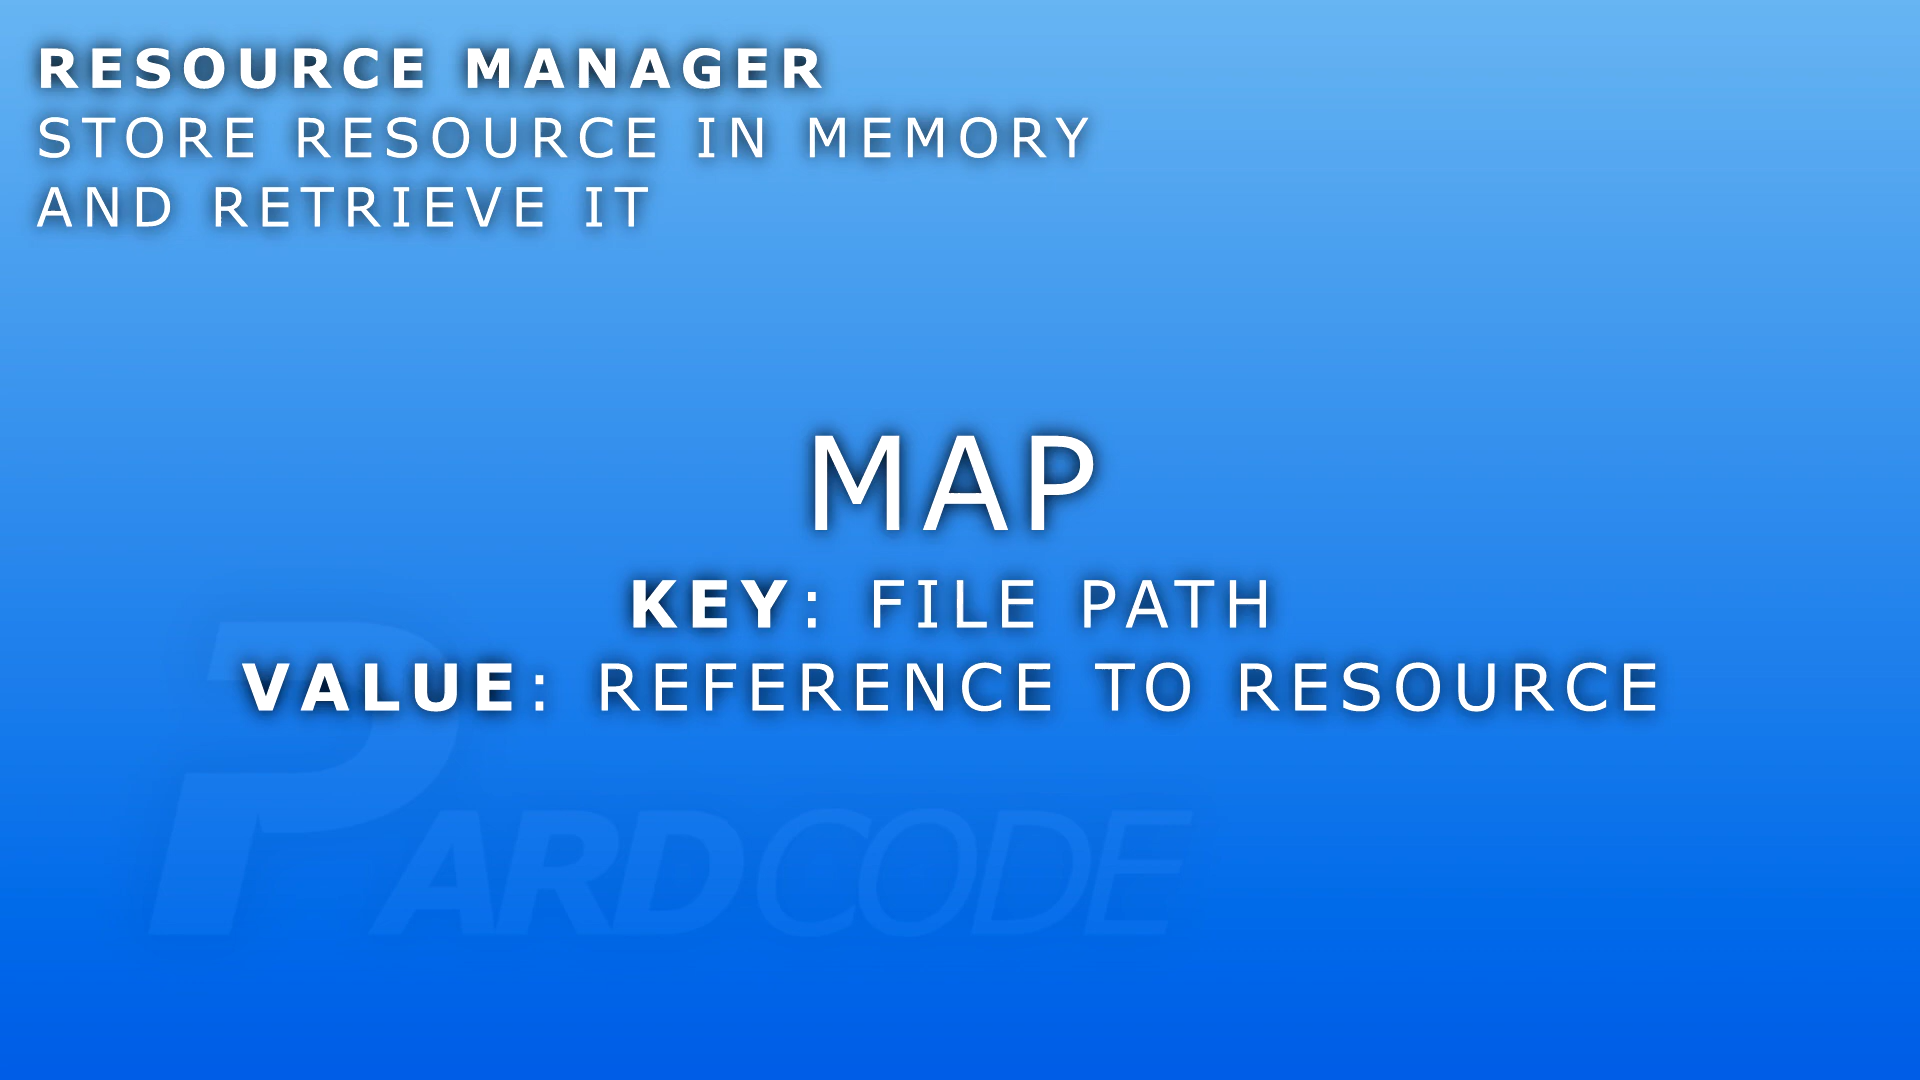 RESOURCE MANAGER
STORE RESOURCE IN MEMORY
AND RETRIEVE IT
MAP
KEY: FILE PATH
VALUE: REFERENCE TO RESOURCE
PARDCODE